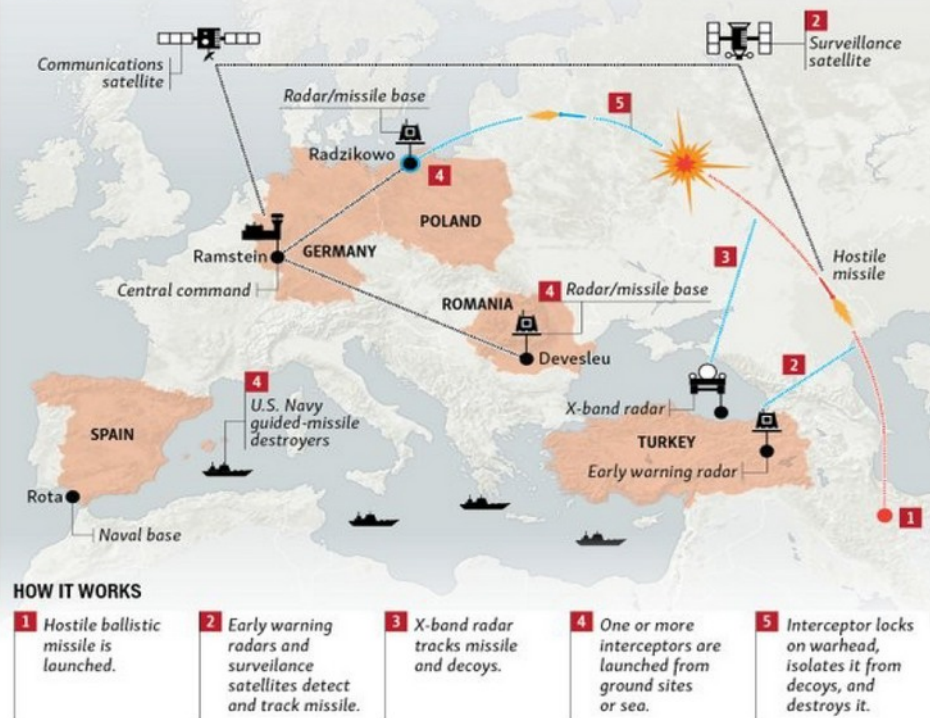 Communications
satellite
2
Surveillance
satellite
Radar/missile base
5
Radzikowo
4
POLAND
Ramstein
GERMANY
3
Hostile
missile
Central command
ROMANIA
4
Radar/missile base
Devesleu
2
4
U.S. Navy
guided-missile
destroyers
X-band radar
SPAIN
TURKEY
Early warning radar
Rota
1
Naval base
HOW IT WORKS
1 Hostile ballistic
missile is
launched.
2 Early warning
radars and
surveilance
satellites detect
and track missile.
3 X-band radar
tracks missile
and decoys.
4 One or more
interceptors are
launched from
ground sites
or sea.
5 Interceptor locks
on warhead,
isolates it from
decoys, and
destroys it.